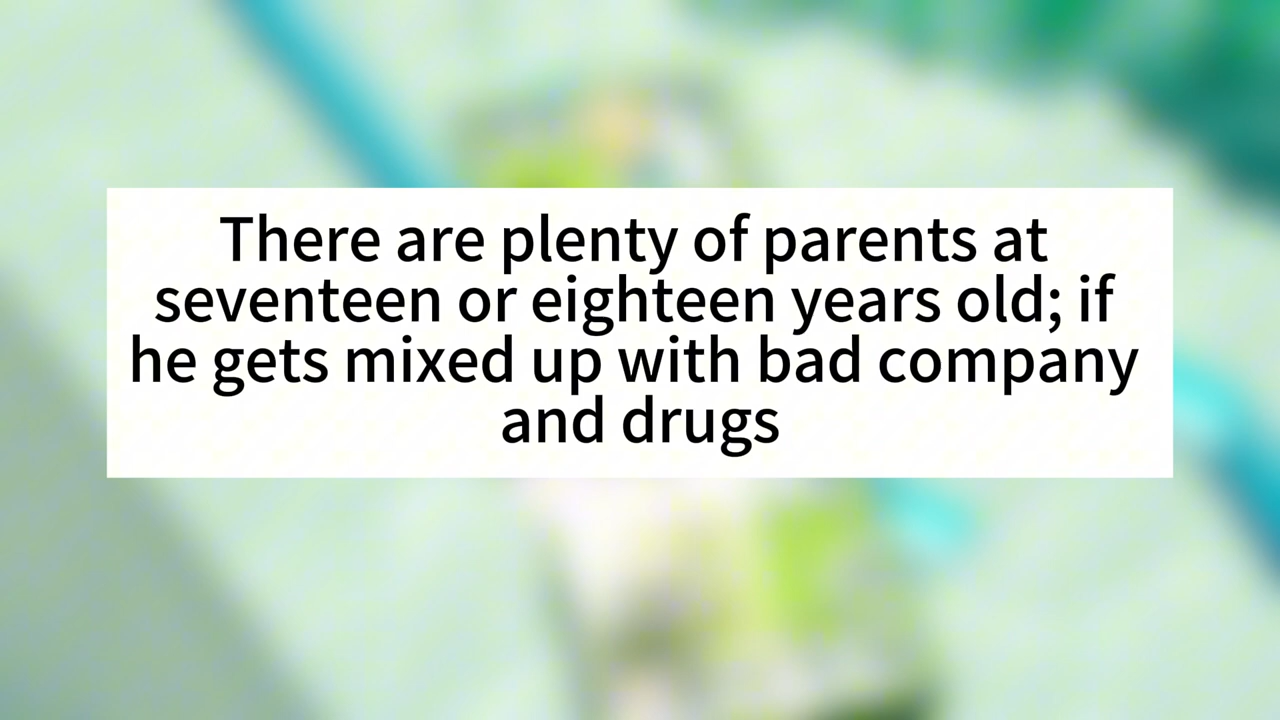 There are plenty of parents at
seventeen or eighteen years old; if
he gets mixed up with bad company
and drugs